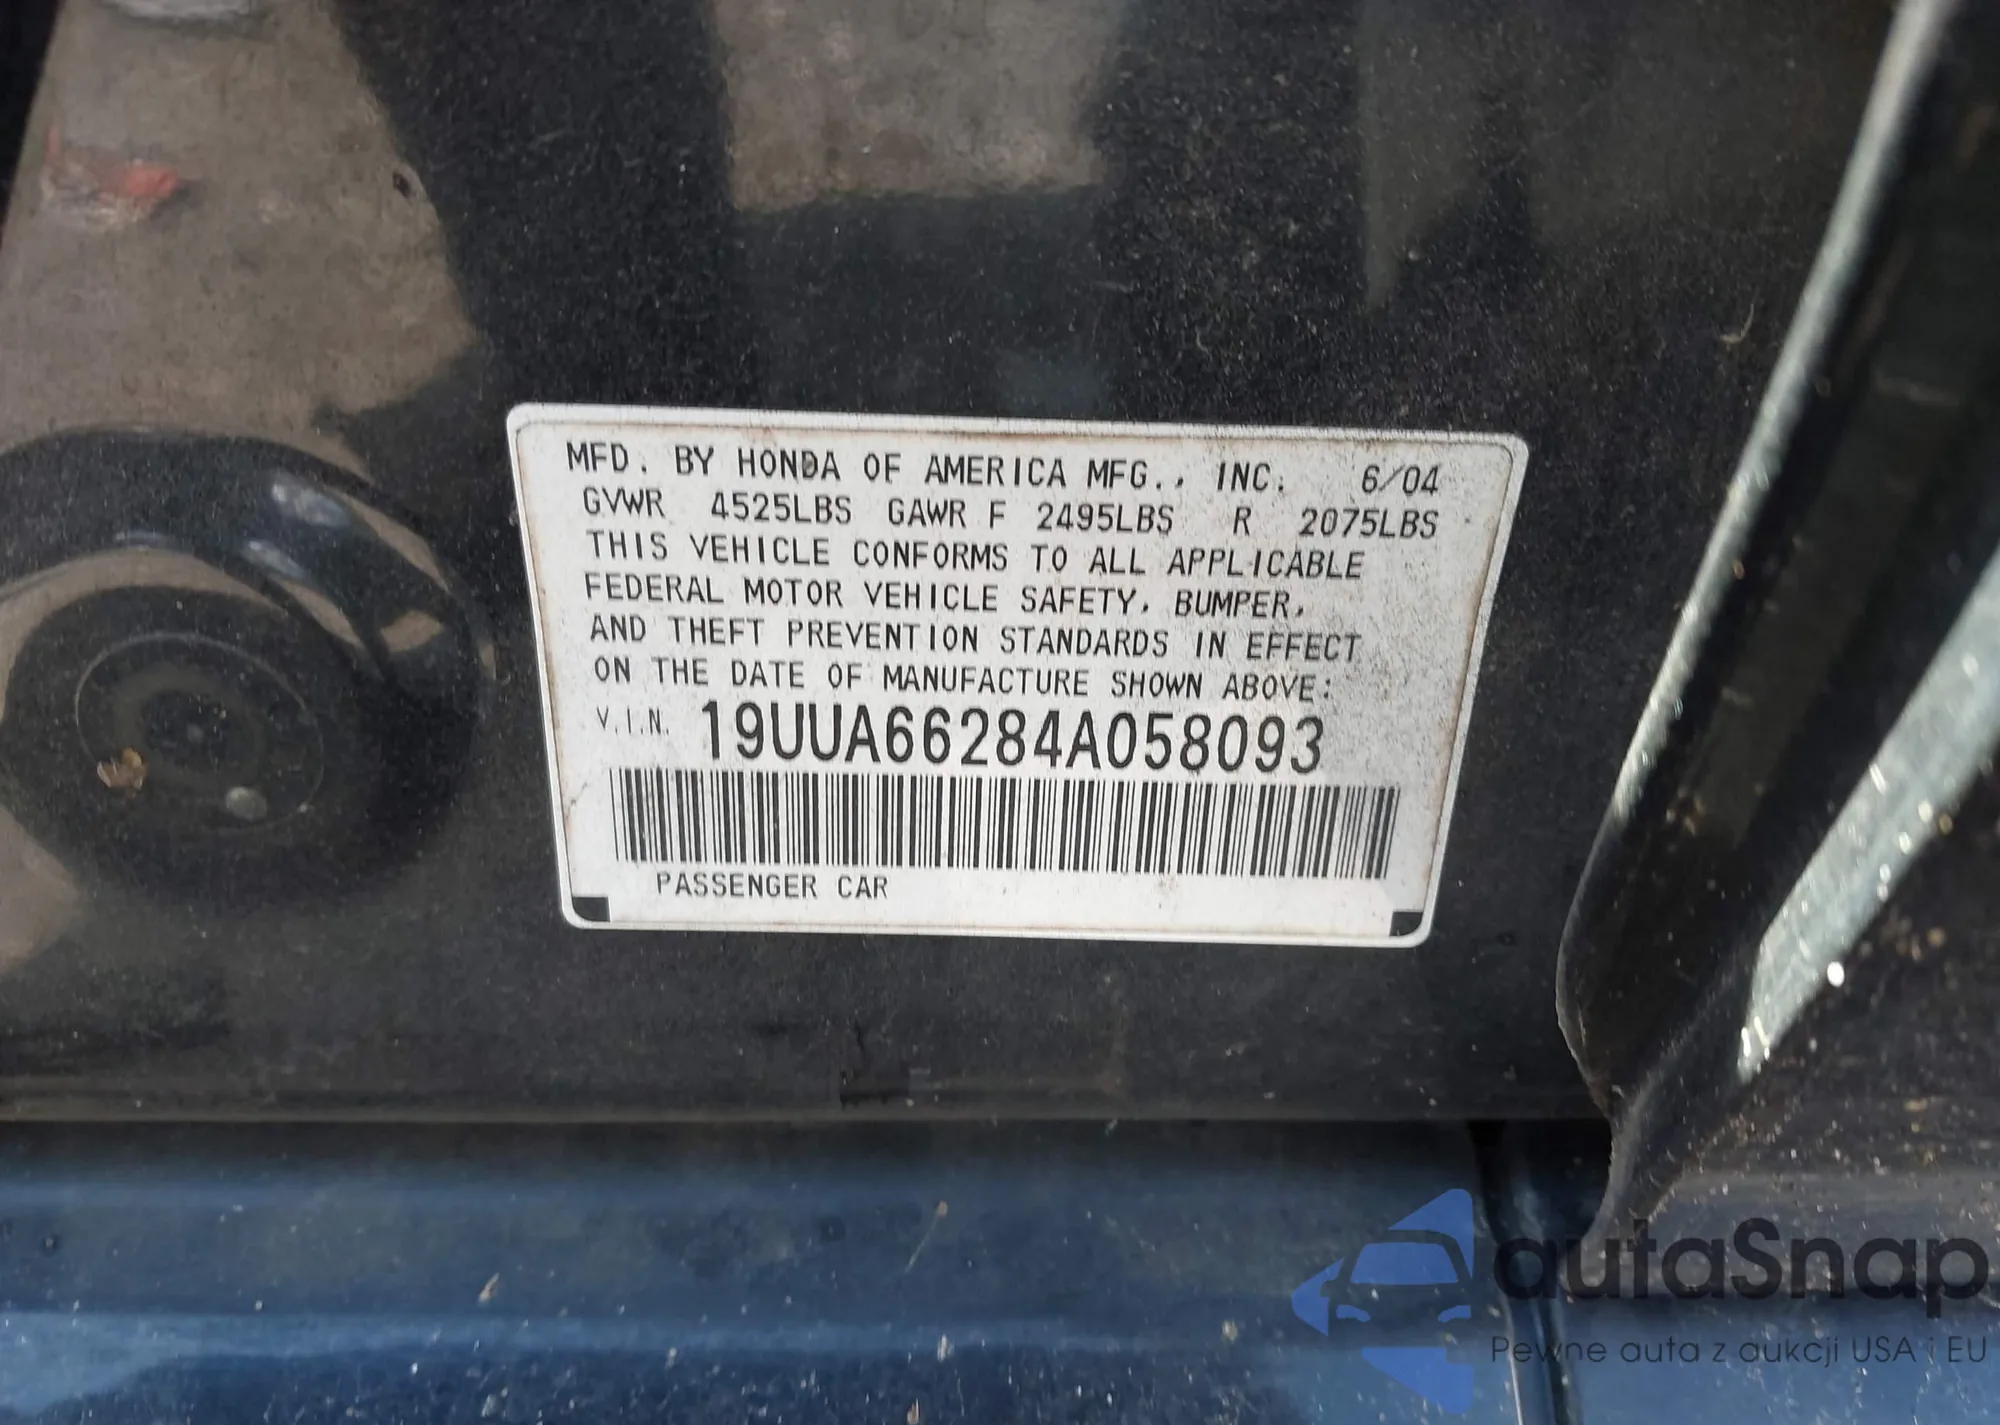 MFD. BY HONDA OF AMERICA MFG., INC. 6/04
GVWR 4525LBS GAWR F 2495LBS R 2075LBS
THIS VEHICLE CONFORMS TO ALL APPLICABLE
FEDERAL MOTOR VEHICLE SAFETY, BUMPER,
AND THEFT PREVENTION STANDARDS IN EFFECT
ON THE DATE OF MANUFACTURE SHOWN ABOVE:
V.I.N. 19UUA66284A058093
PASSENGER CAR
autaSnap
Pewne auta z aukcji USA i EU